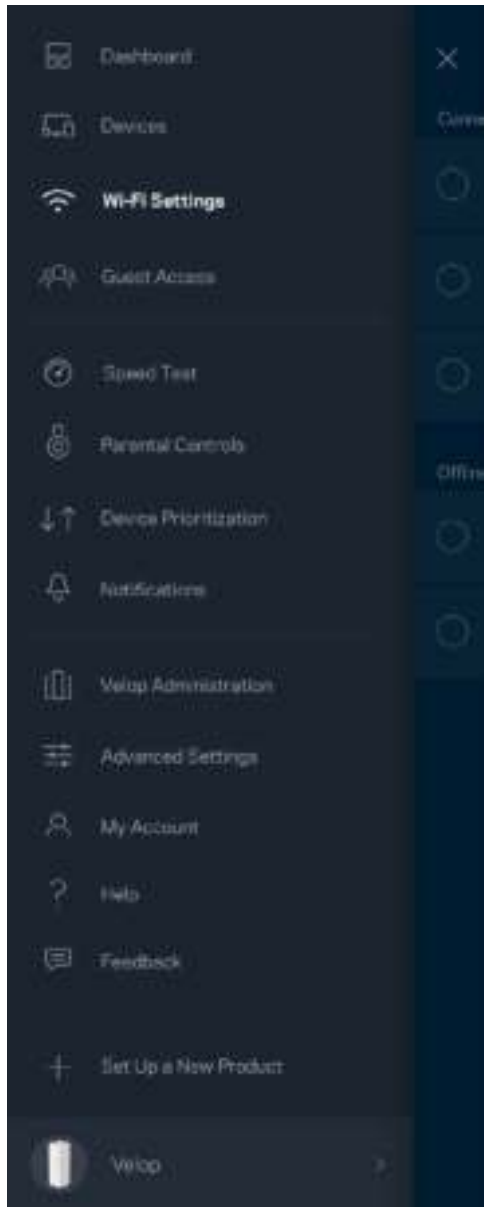 Dashboard
Devices
Wi-Fi Settings
Guest Access
Speed Test
Parental Controls
Device Prioritization
Notifications
Velop Administration
Advanced Settings
My Account
Help
Feedback
Set Up a New Product
Velop